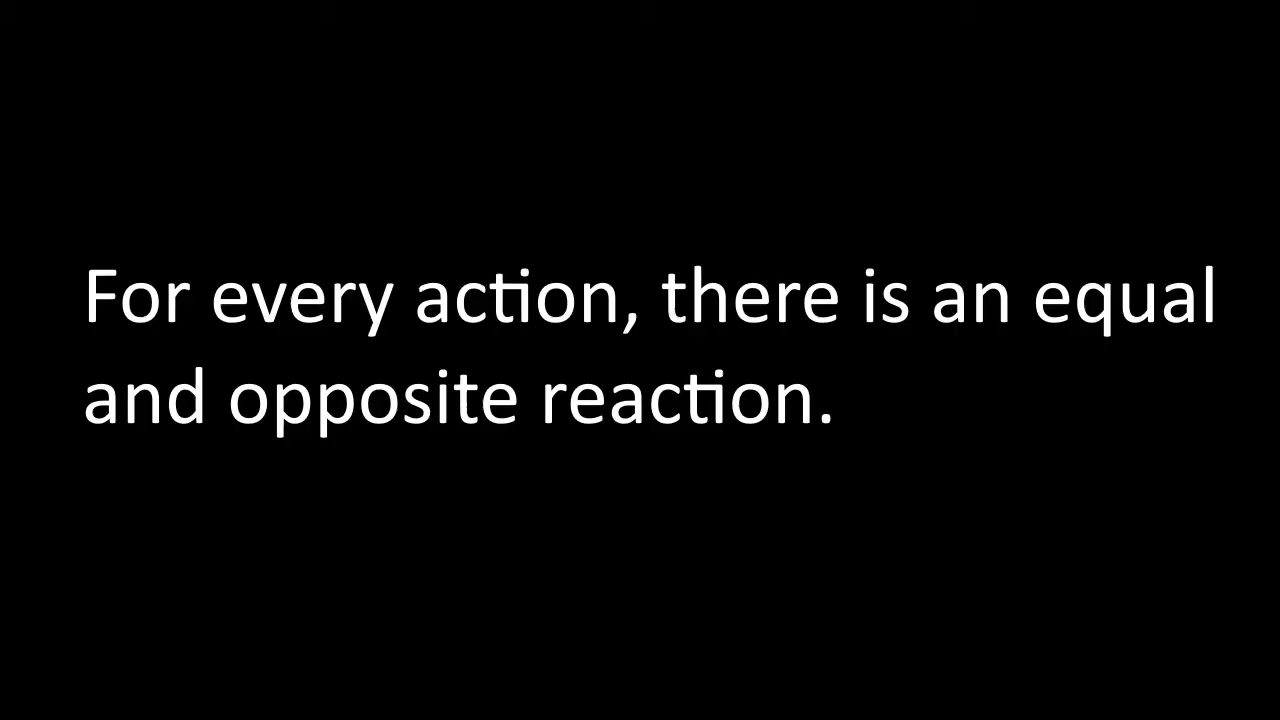 For every action, there is an equal
and opposite reaction.